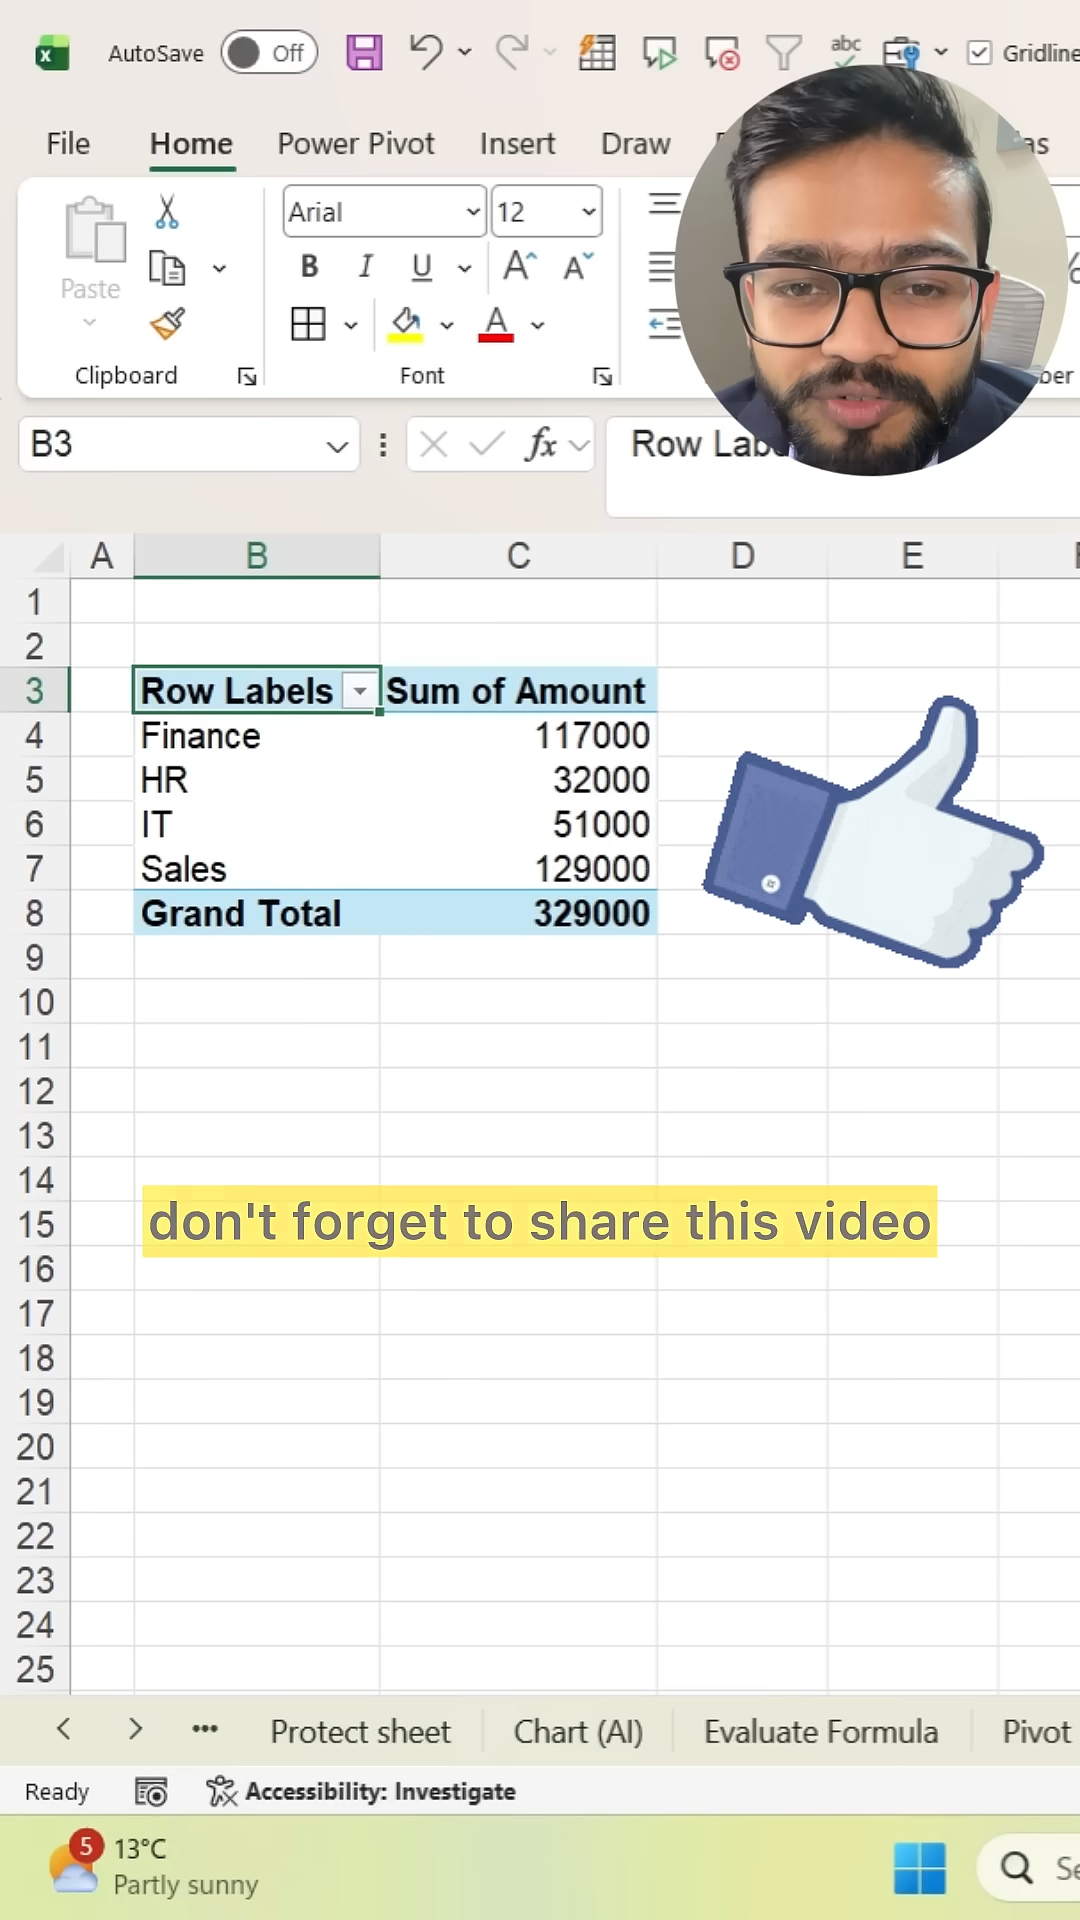 AutoSave Off Gridline
File Home Power Pivot Insert Draw as
Arial 12
Paste
B I U A A
Clipboard Font ber
B3 fx Row Lab
A B C D E
1
2
3 Row Labels Sum of Amount
4 Finance 117000
5 HR 32000
6 IT 51000
7 Sales 129000
8 Grand Total 329000
9
10
11
12
13
14
15 don't forget to share this video
16
17
18
19
20
21
22
23
24
25
Protect sheet Chart (AI) Evaluate Formula Pivot
Ready Accessibility: Investigate
5 13°C
Partly sunny Se